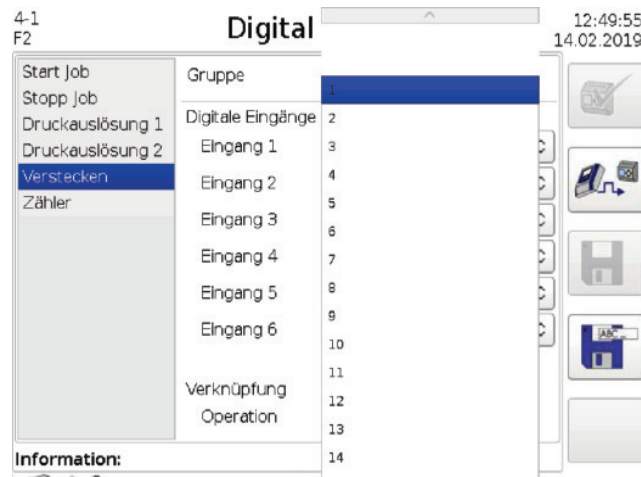 4-1
F2
Digital
12:49:55
14.02.2019
Start Job
Stopp Job
Druckauslösung 1
Druckauslösung 2
Verstecken
Zähler
Gruppe
Digitale Eingänge
Eingang 1
Eingang 2
Eingang 3
Eingang 4
Eingang 5
Eingang 6
Verknüpfung
Operation
1
2
3
4
5
6
7
8
9
10
11
12
13
14
ABC
Information: